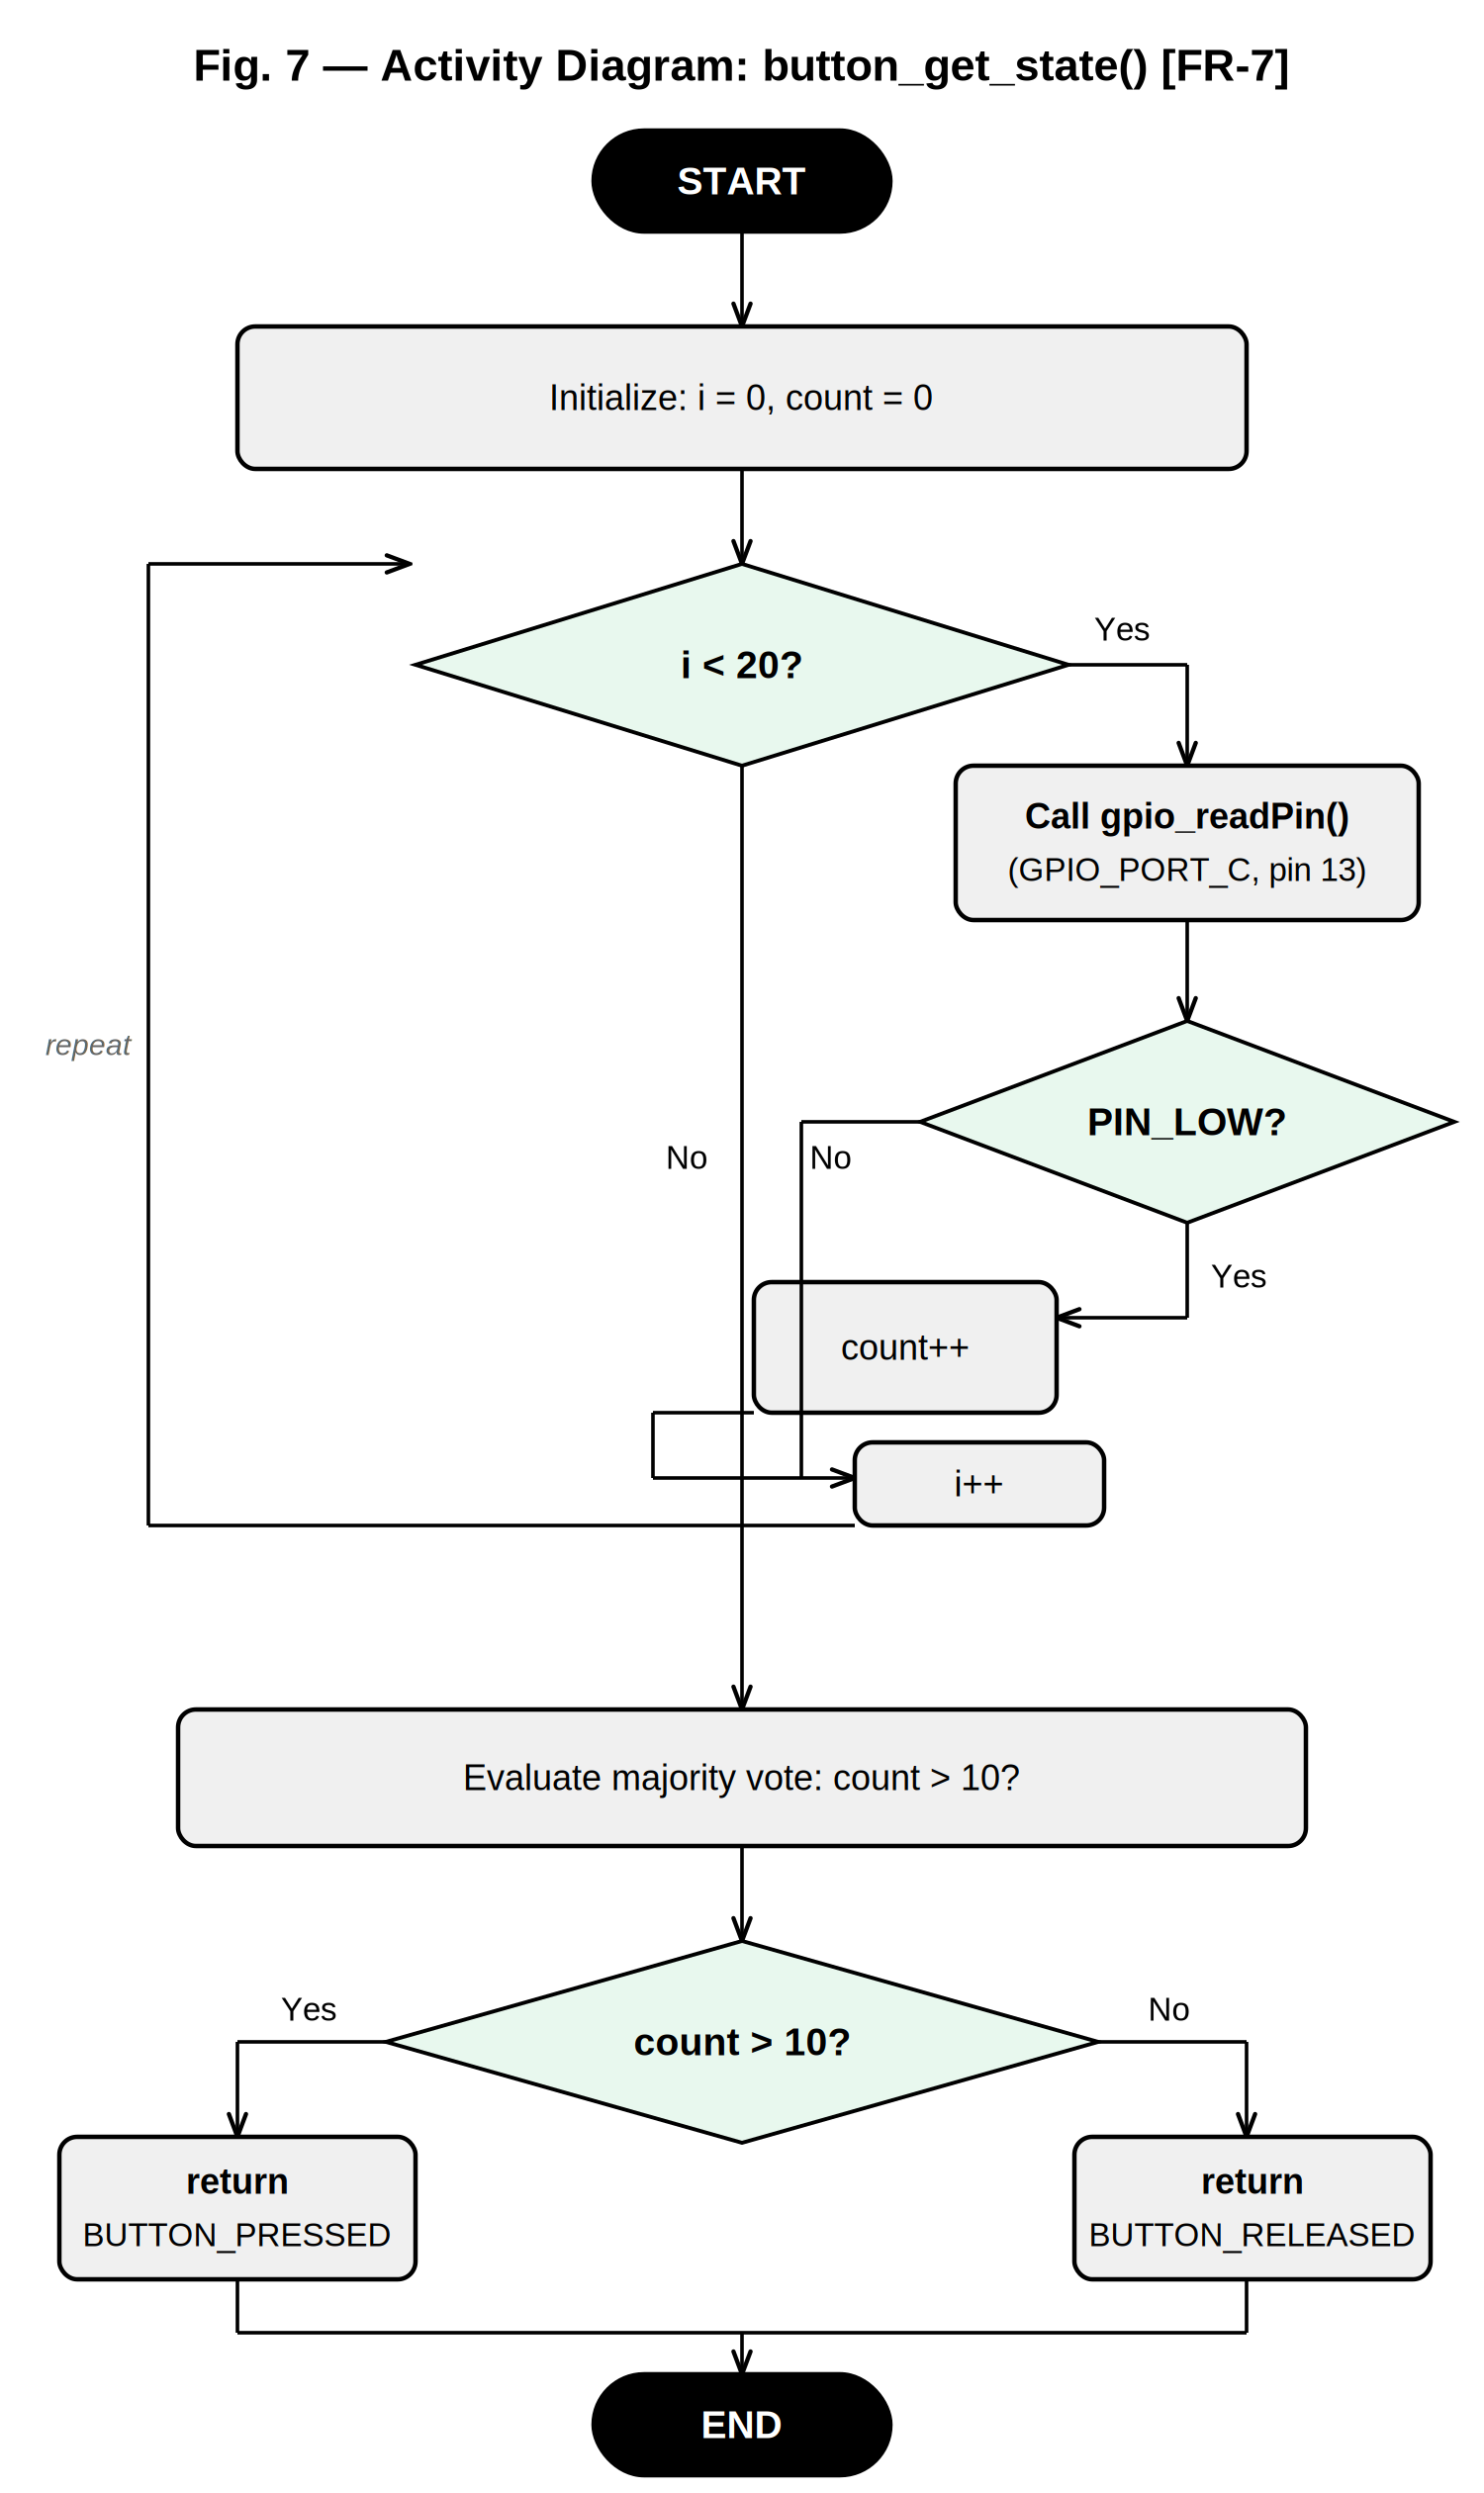 Fig. 7 — Activity Diagram: button_get_state() [FR-7]
START
Initialize: i = 0, count = 0
i < 20?
Yes
Call gpio_readPin()
(GPIO_PORT_C, pin 13)
repeat
PIN_LOW?
No
No
Yes
count++
i++
Evaluate majority vote: count > 10?
Yes
No
count > 10?
return
BUTTON_PRESSED
return
BUTTON_RELEASED
END